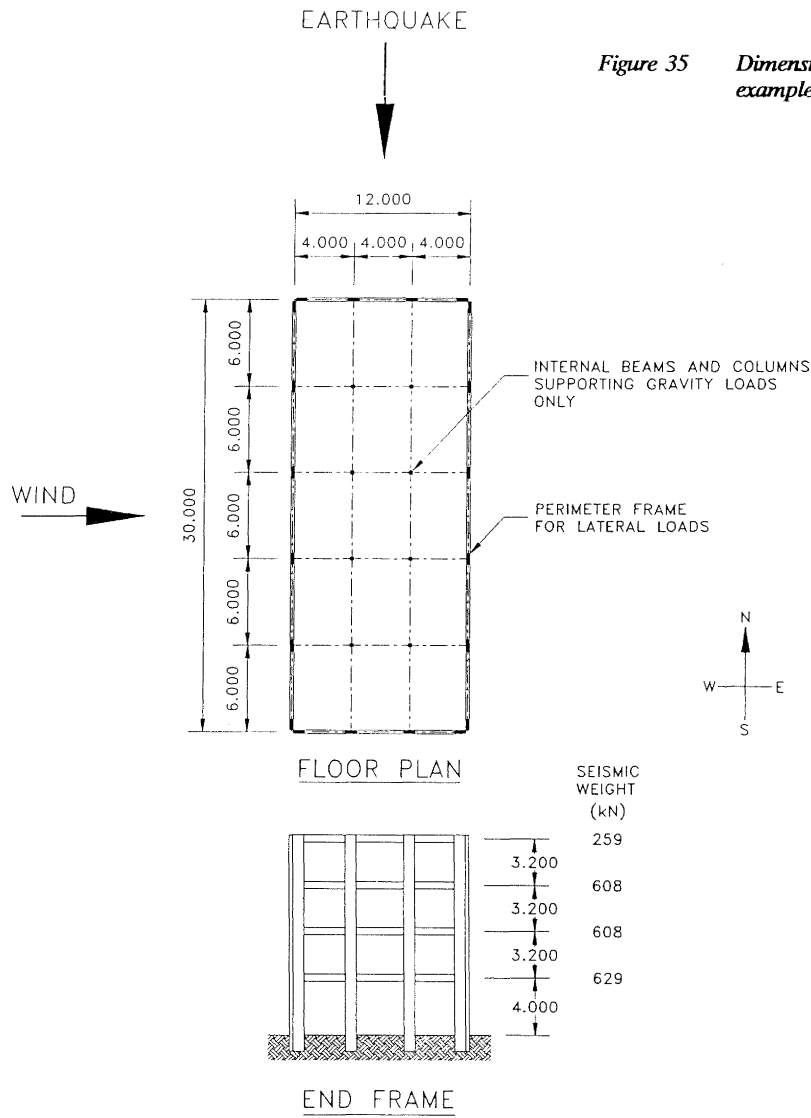 EARTHQUAKE
Figure 35 Dimensi
example
12.000
4.000 4.000 4.000
6.000
6.000
6.000
6.000
6.000
30.000
INTERNAL BEAMS AND COLUMNS
SUPPORTING GRAVITY LOADS
ONLY
WIND
PERIMETER FRAME
FOR LATERAL LOADS
N
W E
S
FLOOR PLAN
SEISMIC
WEIGHT
(kN)
259
3.200
608
3.200
608
3.200
629
4.000
END FRAME